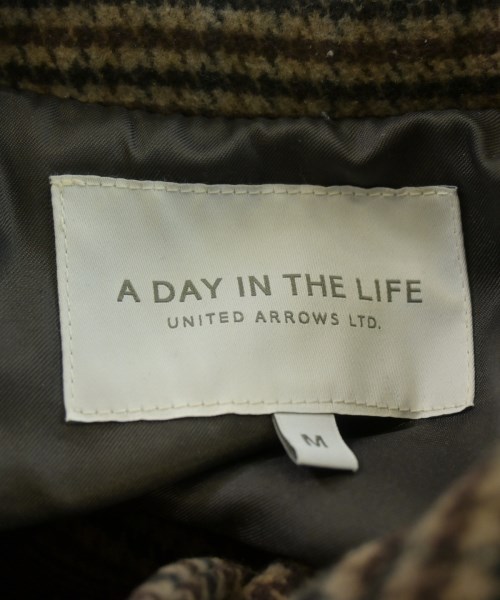 A DAY IN THE LIFE
UNITED ARROWS LTD.
M